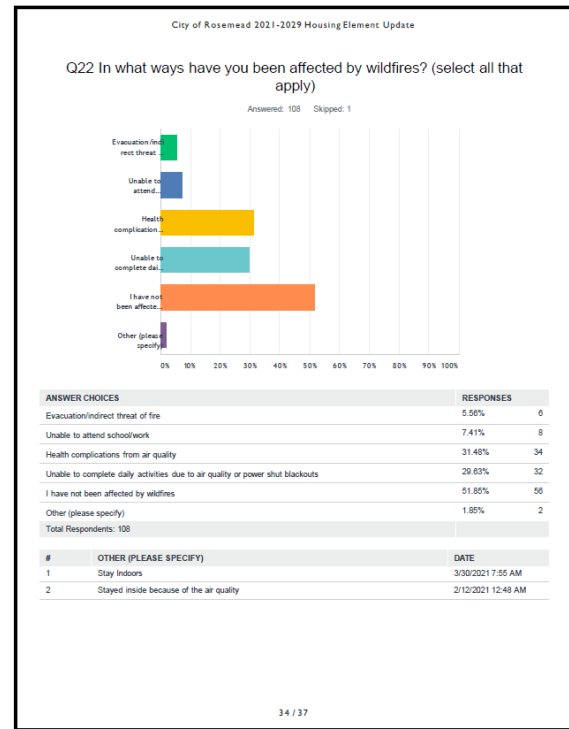 City of Rosemead 2021-2029 Housing Element Update
Q22 In what ways have you been affected by wildfires? (select all that
apply)
Answered: 108 Skipped: 1
Evacuation/indi
rect threat ...
Unable to
attend...
Health
complication...
Unable to
complete dai...
I have not
been affecte...
Other (please
specify)
0% 10% 20% 30% 40% 50% 60% 70% 80% 90% 100%
ANSWER CHOICES RESPONSES
Evacuation/indirect threat of fire 5.56% 6
Unable to attend school/work 7.41% 8
Health complications from air quality 31.48% 34
Unable to complete daily activities due to air quality or power shut blackouts 29.63% 32
I have not been affected by wildfires 51.85% 56
Other (please specify) 1.85% 2
Total Respondents: 108
# OTHER (PLEASE SPECIFY) DATE
1 Stay Indoors 3/30/2021 7:55 AM
2 Stayed inside because of the air quality 2/12/2021 12:48 AM
34 / 37